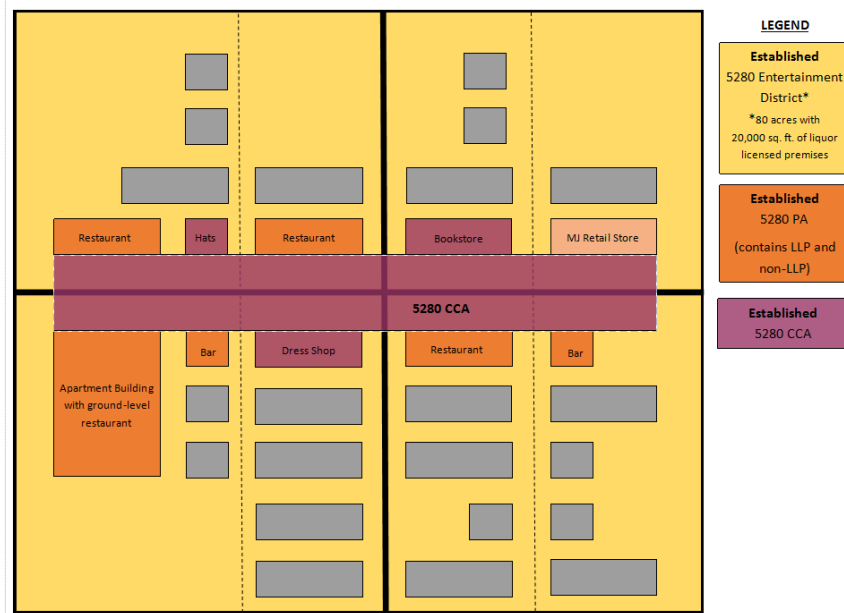 LEGEND
Established
5280 Entertainment
District*
*80 acres with
20,000 sq. ft. of liquor
licensed premises
Established
5280 PA
(contains LLP and
non-LLP)
Established
5280 CCA
Restaurant
Hats
Restaurant
Bookstore
MJ Retail Store
5280 CCA
Apartment Building
with ground-level
restaurant
Bar
Dress Shop
Restaurant
Bar